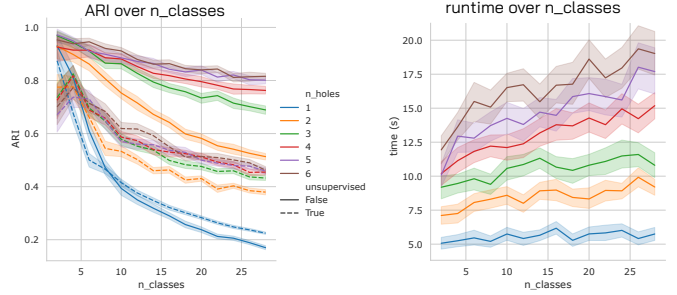 ARI over n_classes
1.0
0.8
0.6
0.4
0.2
ARI
5
10
15
20
25
n_classes
n_holes
1
2
3
4
5
6
unsupervised
False
True
runtime over n_classes
20.0
17.5
15.0
12.5
10.0
7.5
5.0
time (s)
5
10
15
20
25
n_classes